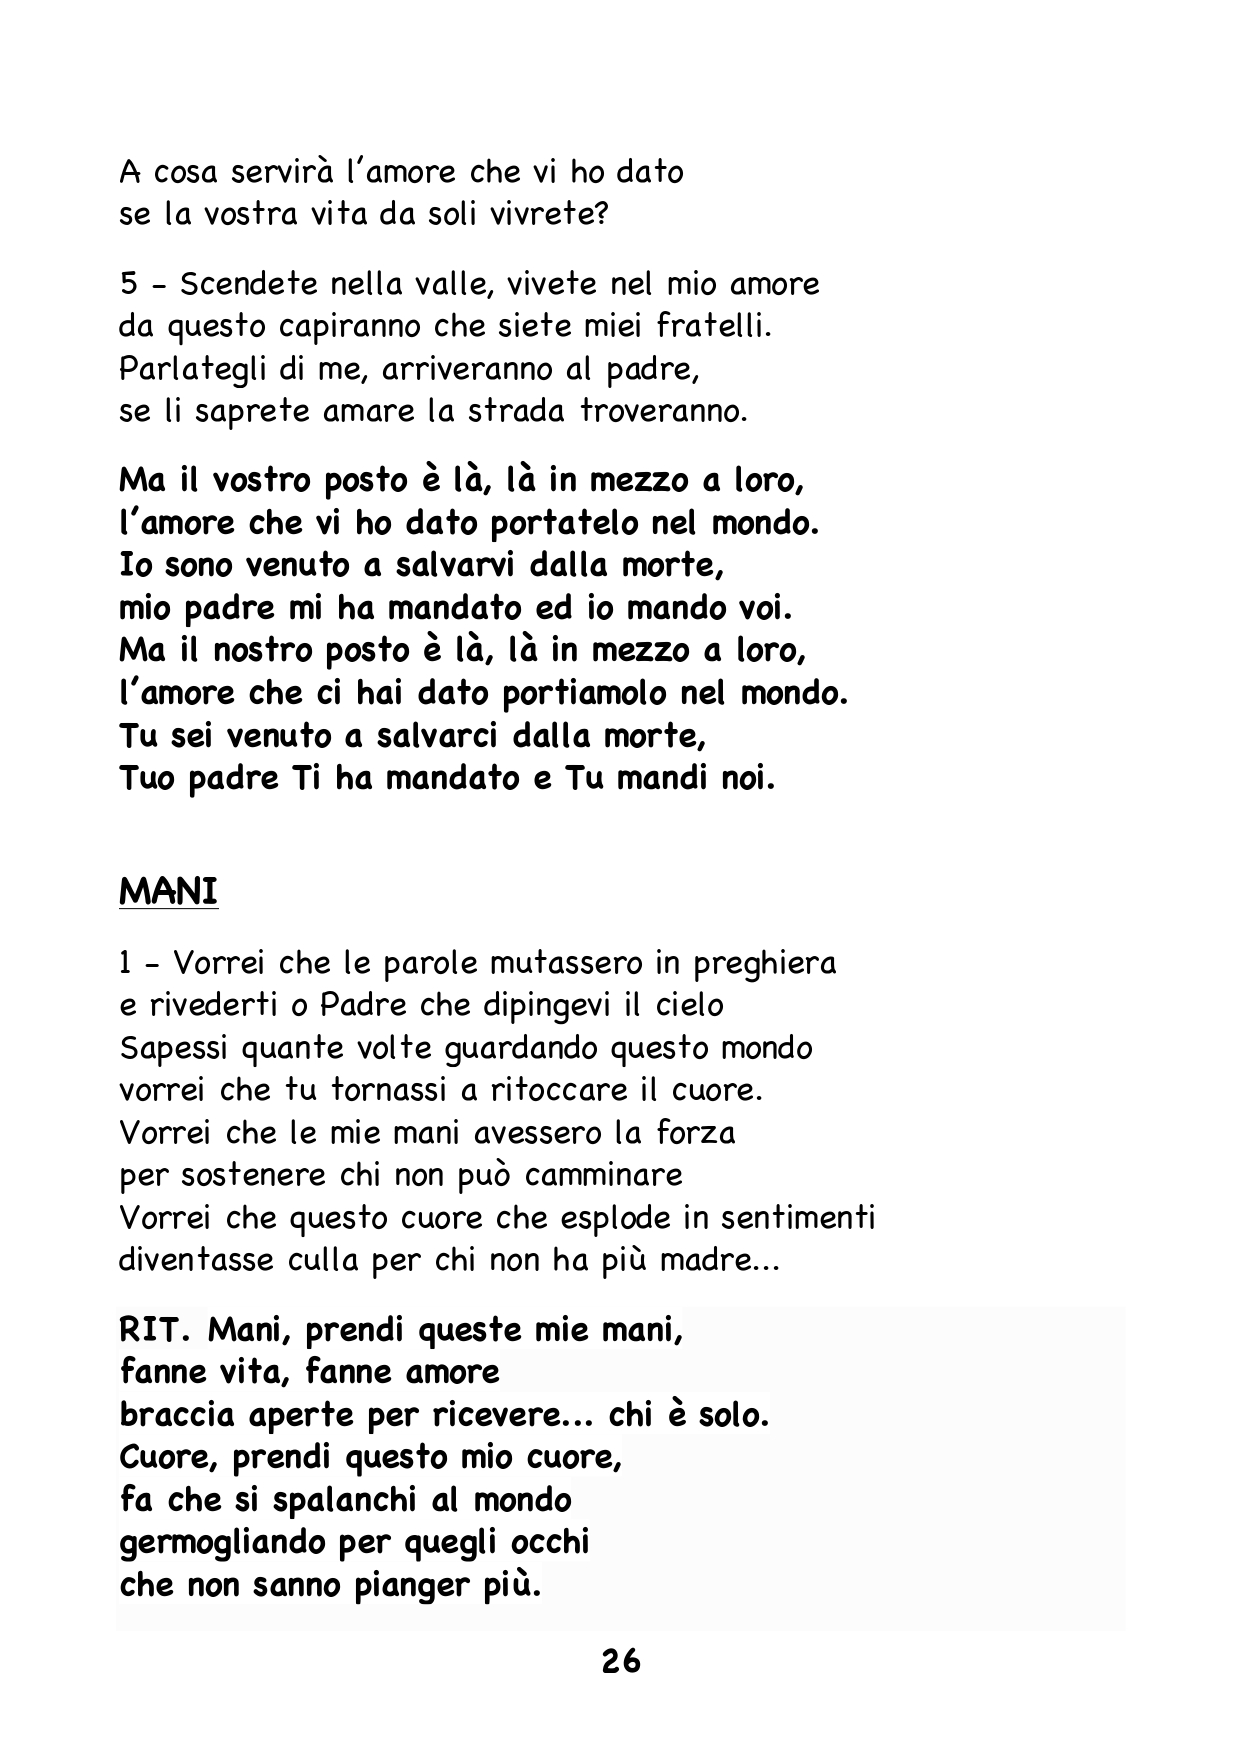 A cosa servirà l'amore che vi ho dato
se la vostra vita da soli vivrete?
5 – Scendete nella valle, vivete nel mio amore
da questo capiranno che siete miei fratelli.
Parlategli di me, arriveranno al padre,
se li saprete amare la strada troveranno.
Ma il vostro posto è là, là in mezzo a loro,
l'amore che vi ho dato portatelo nel mondo.
Io sono venuto a salvarvi dalla morte,
mio padre mi ha mandato ed io mando voi.
Ma il nostro posto è là, là in mezzo a loro,
l'amore che ci hai dato portiamolo nel mondo.
Tu sei venuto a salvarci dalla morte,
Tuo padre Ti ha mandato e Tu mandi noi.
MANI
1 – Vorrei che le parole mutassero in preghiera
e rivederti o Padre che dipingevi il cielo
Sapessi quante volte guardando questo mondo
vorrei che tu tornassi a ritoccare il cuore.
Vorrei che le mie mani avessero la forza
per sostenere chi non può camminare
Vorrei che questo cuore che esplode in sentimenti
diventasse culla per chi non ha più madre...
RIT. Mani, prendi queste mie mani,
fanne vita, fanne amore
braccia aperte per ricevere... chi è solo.
Cuore, prendi questo mio cuore,
fa che si spalanchi al mondo
germogliando per quegli occhi
che non sanno pianger più.
26